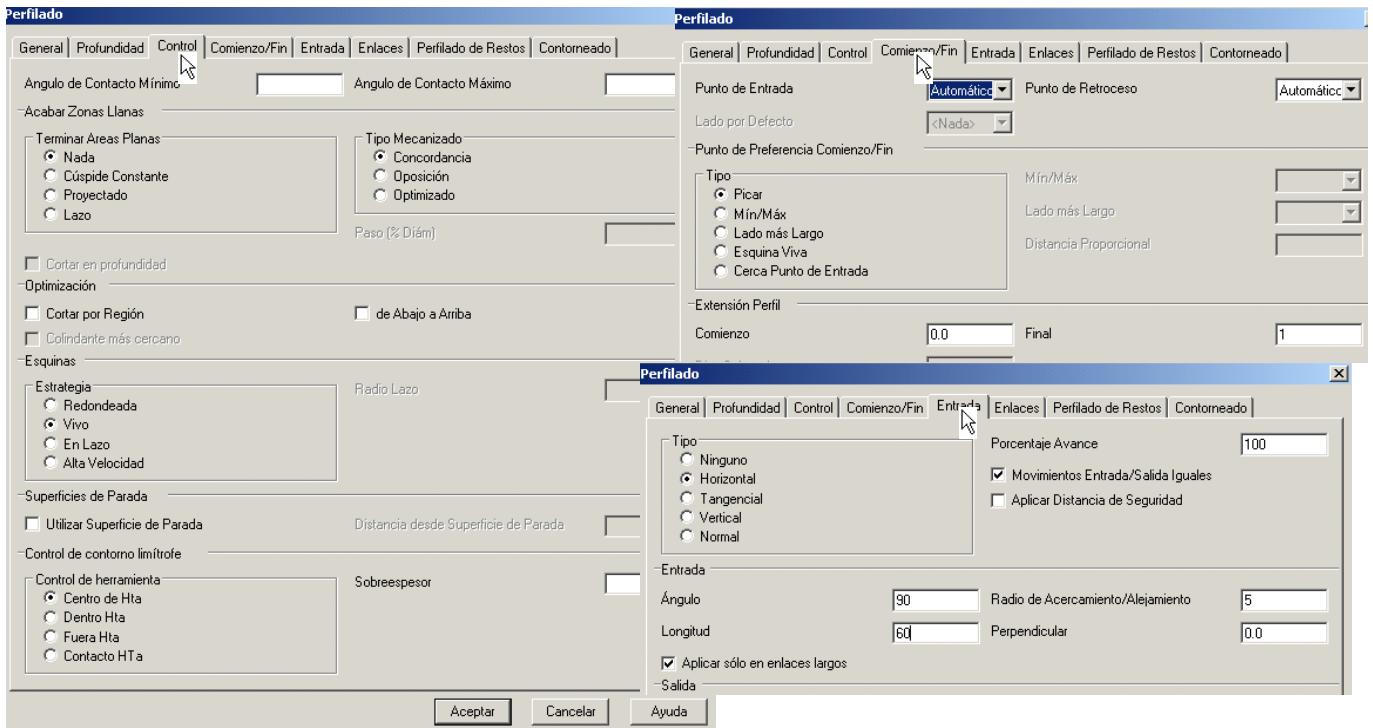 Perfilado
General Profundidad Control Comienzo/Fin Entrada Enlaces Perfilado de Restos Contorneado
Angulo de Contacto Mínimo Angulo de Contacto Máximo
Acabar Zonas Llanas
Terminar Areas Planas Tipo Mecanizado
Nada Concordancia
Cúspide Constante Oposición
Proyectado Optimizado
Lazo
Paso (% Diám)
Cortar en profundidad
Optimización
Cortar por Región de Abajo a Arriba
Colindante más cercano
Esquinas
Estrategia Radio Lazo
Redondeada
Vivo
En Lazo
Alta Velocidad
Superficies de Parada
Utilizar Superficie de Parada Distancia desde Superficie de Parada
Control de contorno limítrofe
Control de herramienta Sobreespesor
Centro de Hta
Dentro Hta
Fuera Hta
Contacto HTa
Aceptar Cancelar Ayuda
Perfilado
General Profundidad Control Comienzo/Fin Entrada Enlaces Perfilado de Restos Contorneado
Punto de Entrada Automático Punto de Retroceso Automátic
Lado por Defecto <Nada>
Punto de Preferencia Comienzo/Fin
Tipo Mín/Máx
Picar
Mín/Máx Lado más Largo
Lado más Largo
Esquina Viva Distancia Proporcional
Cerca Punto de Entrada
Extensión Perfil
Comienzo 0.0 Final 1
Perfilado
General Profundidad Control Comienzo/Fin Entrada Enlaces Perfilado de Restos Contorneado
Tipo Porcentaje Avance 100
Ninguno
Horizontal Movimientos Entrada/Salida Iguales
Tangencial Aplicar Distancia de Seguridad
Vertical
Normal
Entrada
Ángulo 90 Radio de Acercamiento/Alejamiento 5
Longitud 60 Perpendicular 0.0
Aplicar sólo en enlaces largos
Salida